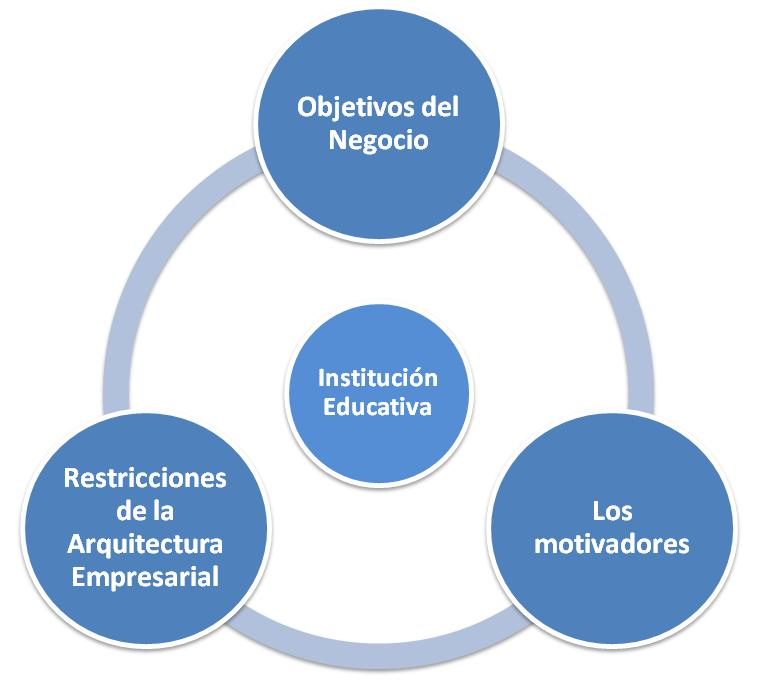 Objetivos del
Negocio
Institución
Educativa
Restricciones
de la
Arquitectura
Empresarial
Los
motivadores